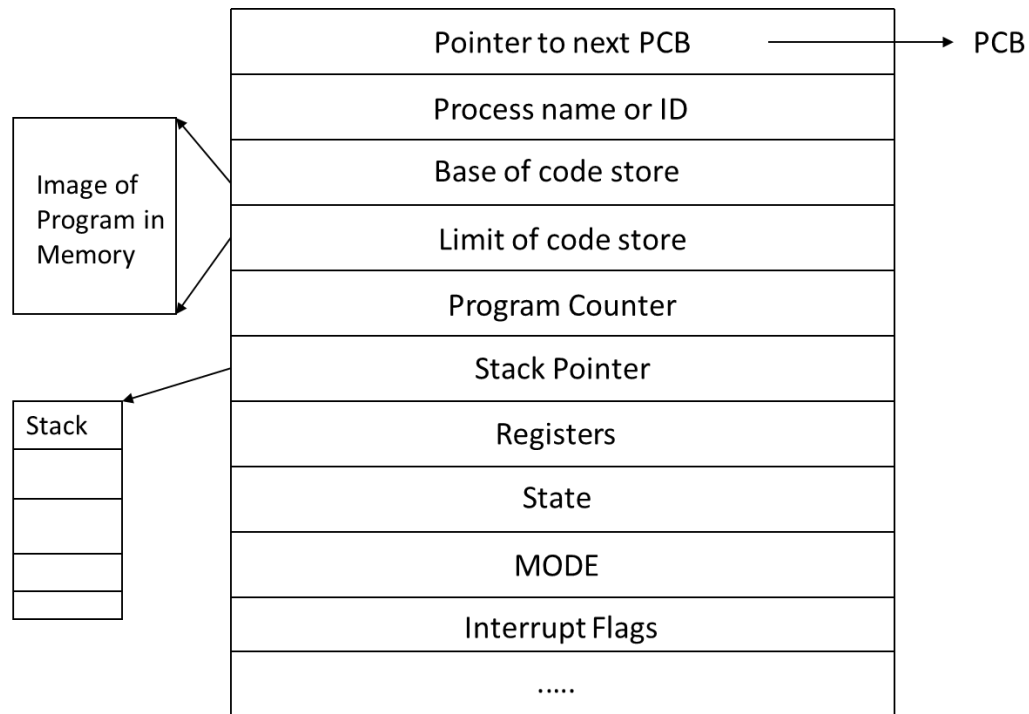 Pointer to next PCB
PCB
Process name or ID
Base of code store
Image of
Program in
Memory
Limit of code store
Program Counter
Stack Pointer
Stack
Registers
State
MODE
Interrupt Flags
.....